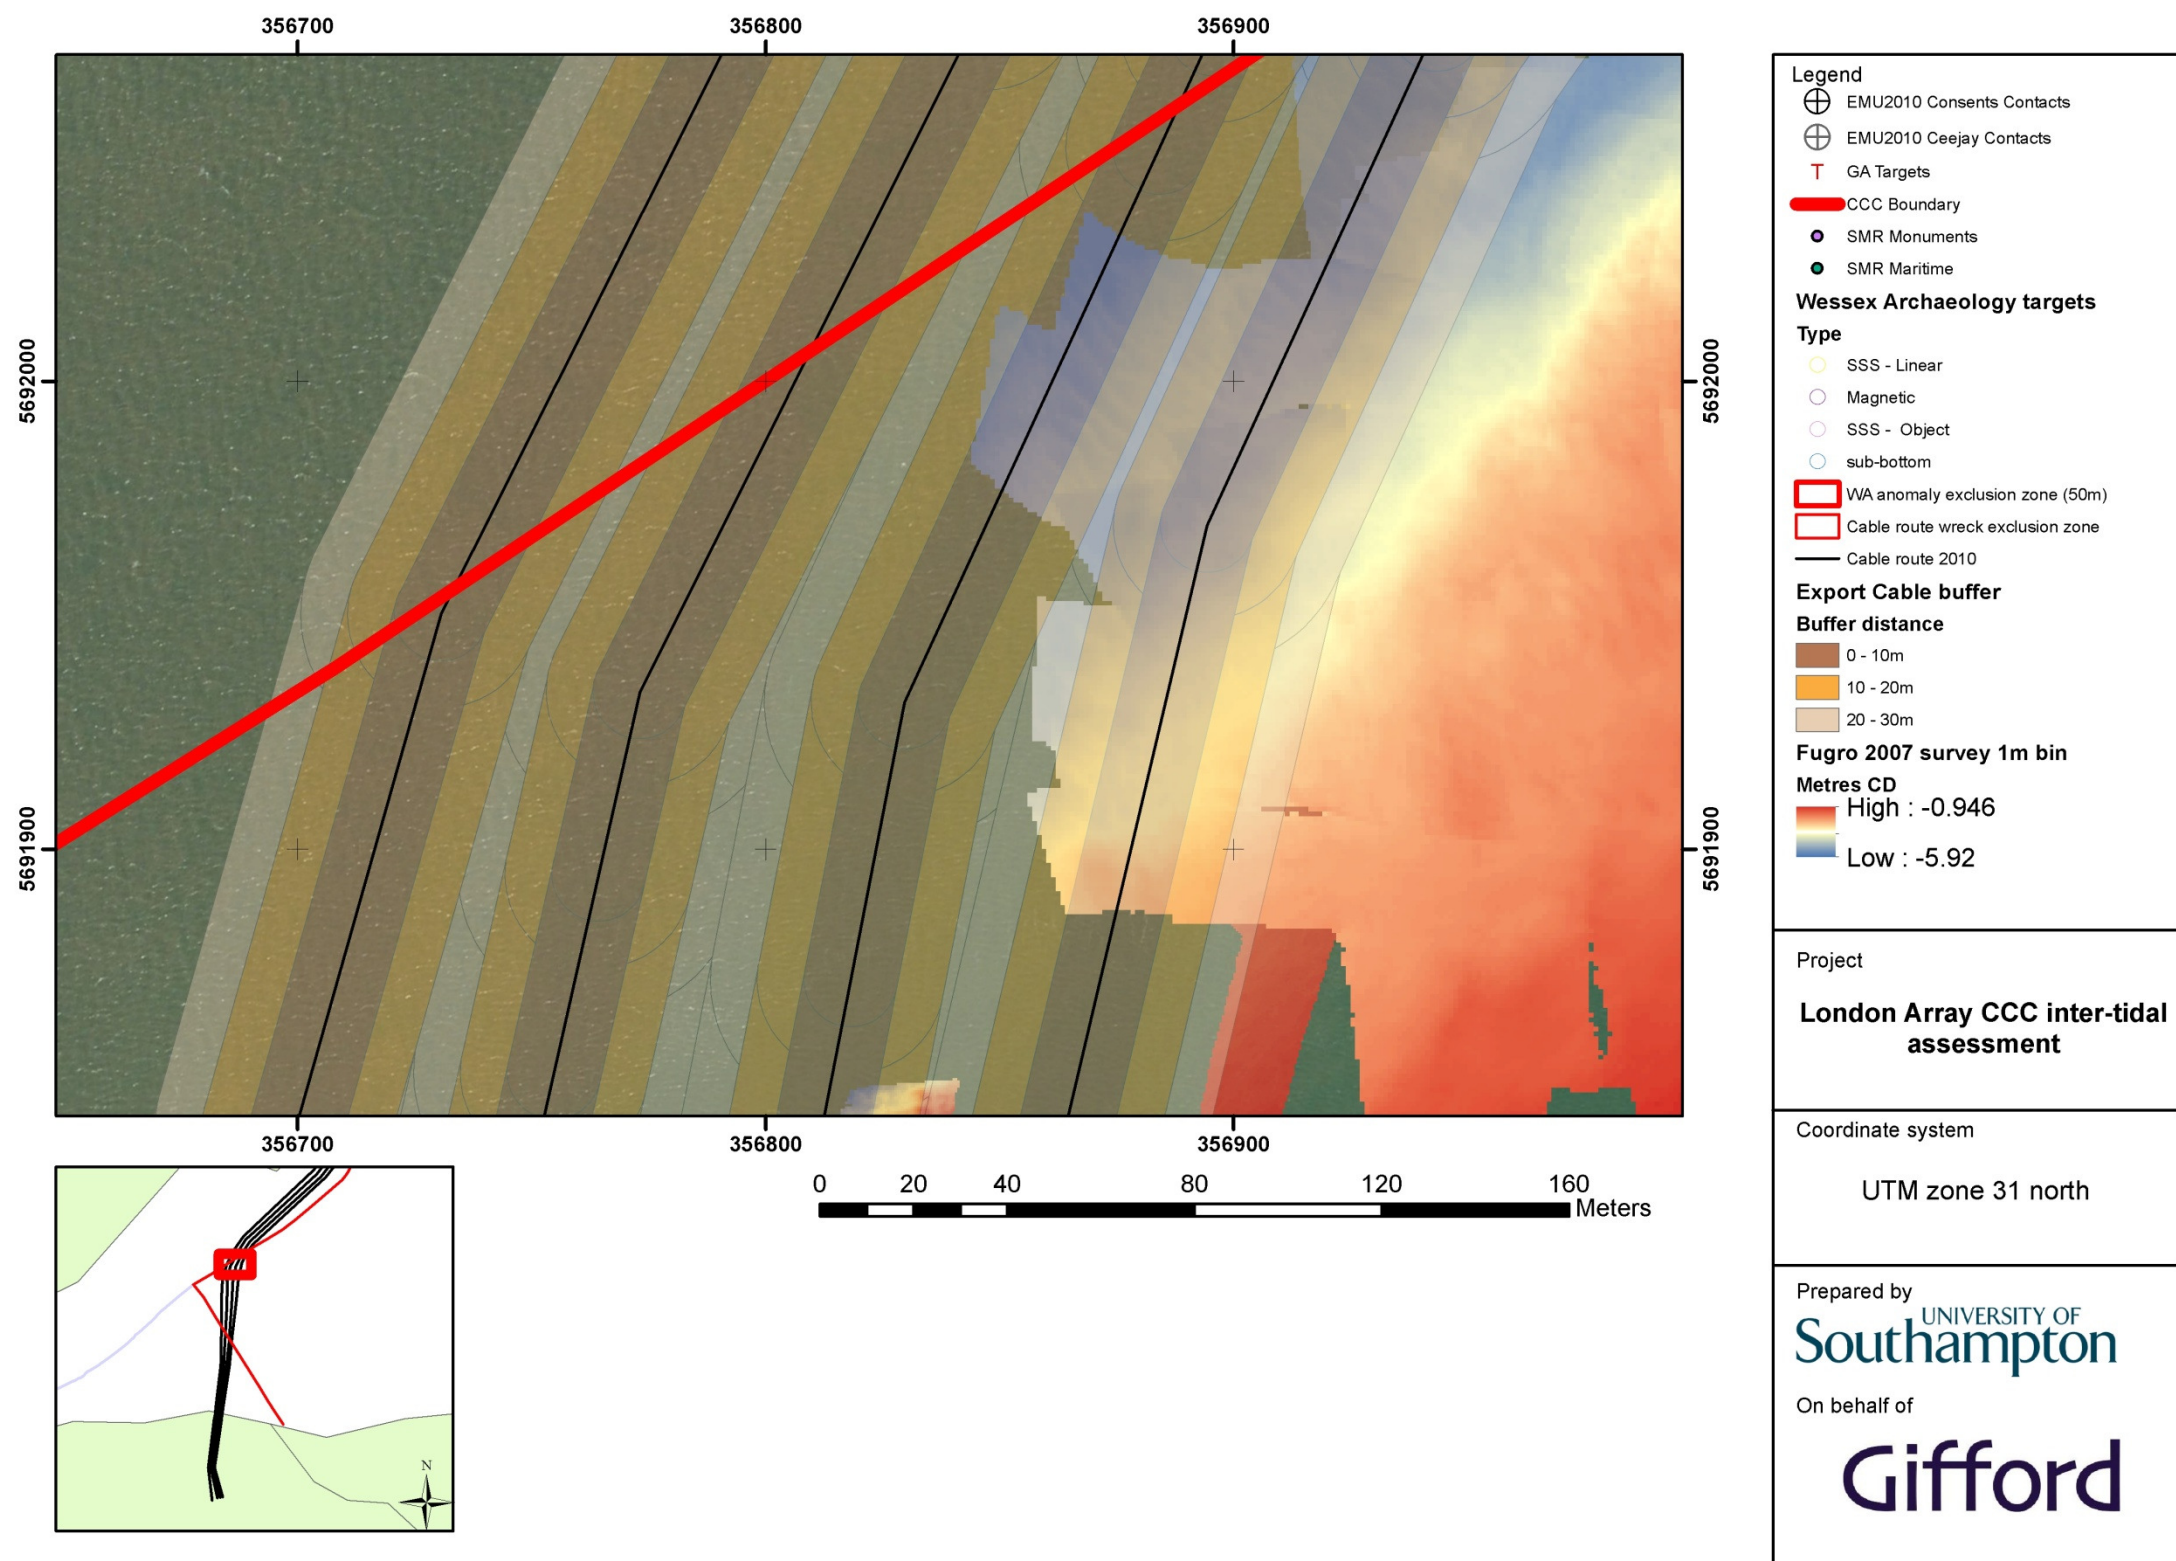 356700
356800
356900
5692000
5692000
5691900
5691900
356700
356800
356900
0 20 40 80 120 160
Meters
N
Legend
EMU2010 Consents Contacts
EMU2010 Ceejay Contacts
T GA Targets
CCC Boundary
SMR Monuments
SMR Maritime
Wessex Archaeology targets
Type
SSS - Linear
Magnetic
SSS - Object
sub-bottom
WA anomaly exclusion zone (50m)
Cable route wreck exclusion zone
Cable route 2010
Export Cable buffer
Buffer distance
0 - 10m
10 - 20m
20 - 30m
Fugro 2007 survey 1m bin
Metres CD
High : -0.946
Low : -5.92
Project
London Array CCC inter-tidal
assessment
Coordinate system
UTM zone 31 north
Prepared by
UNIVERSITY OF
Southampton
On behalf of
Gifford